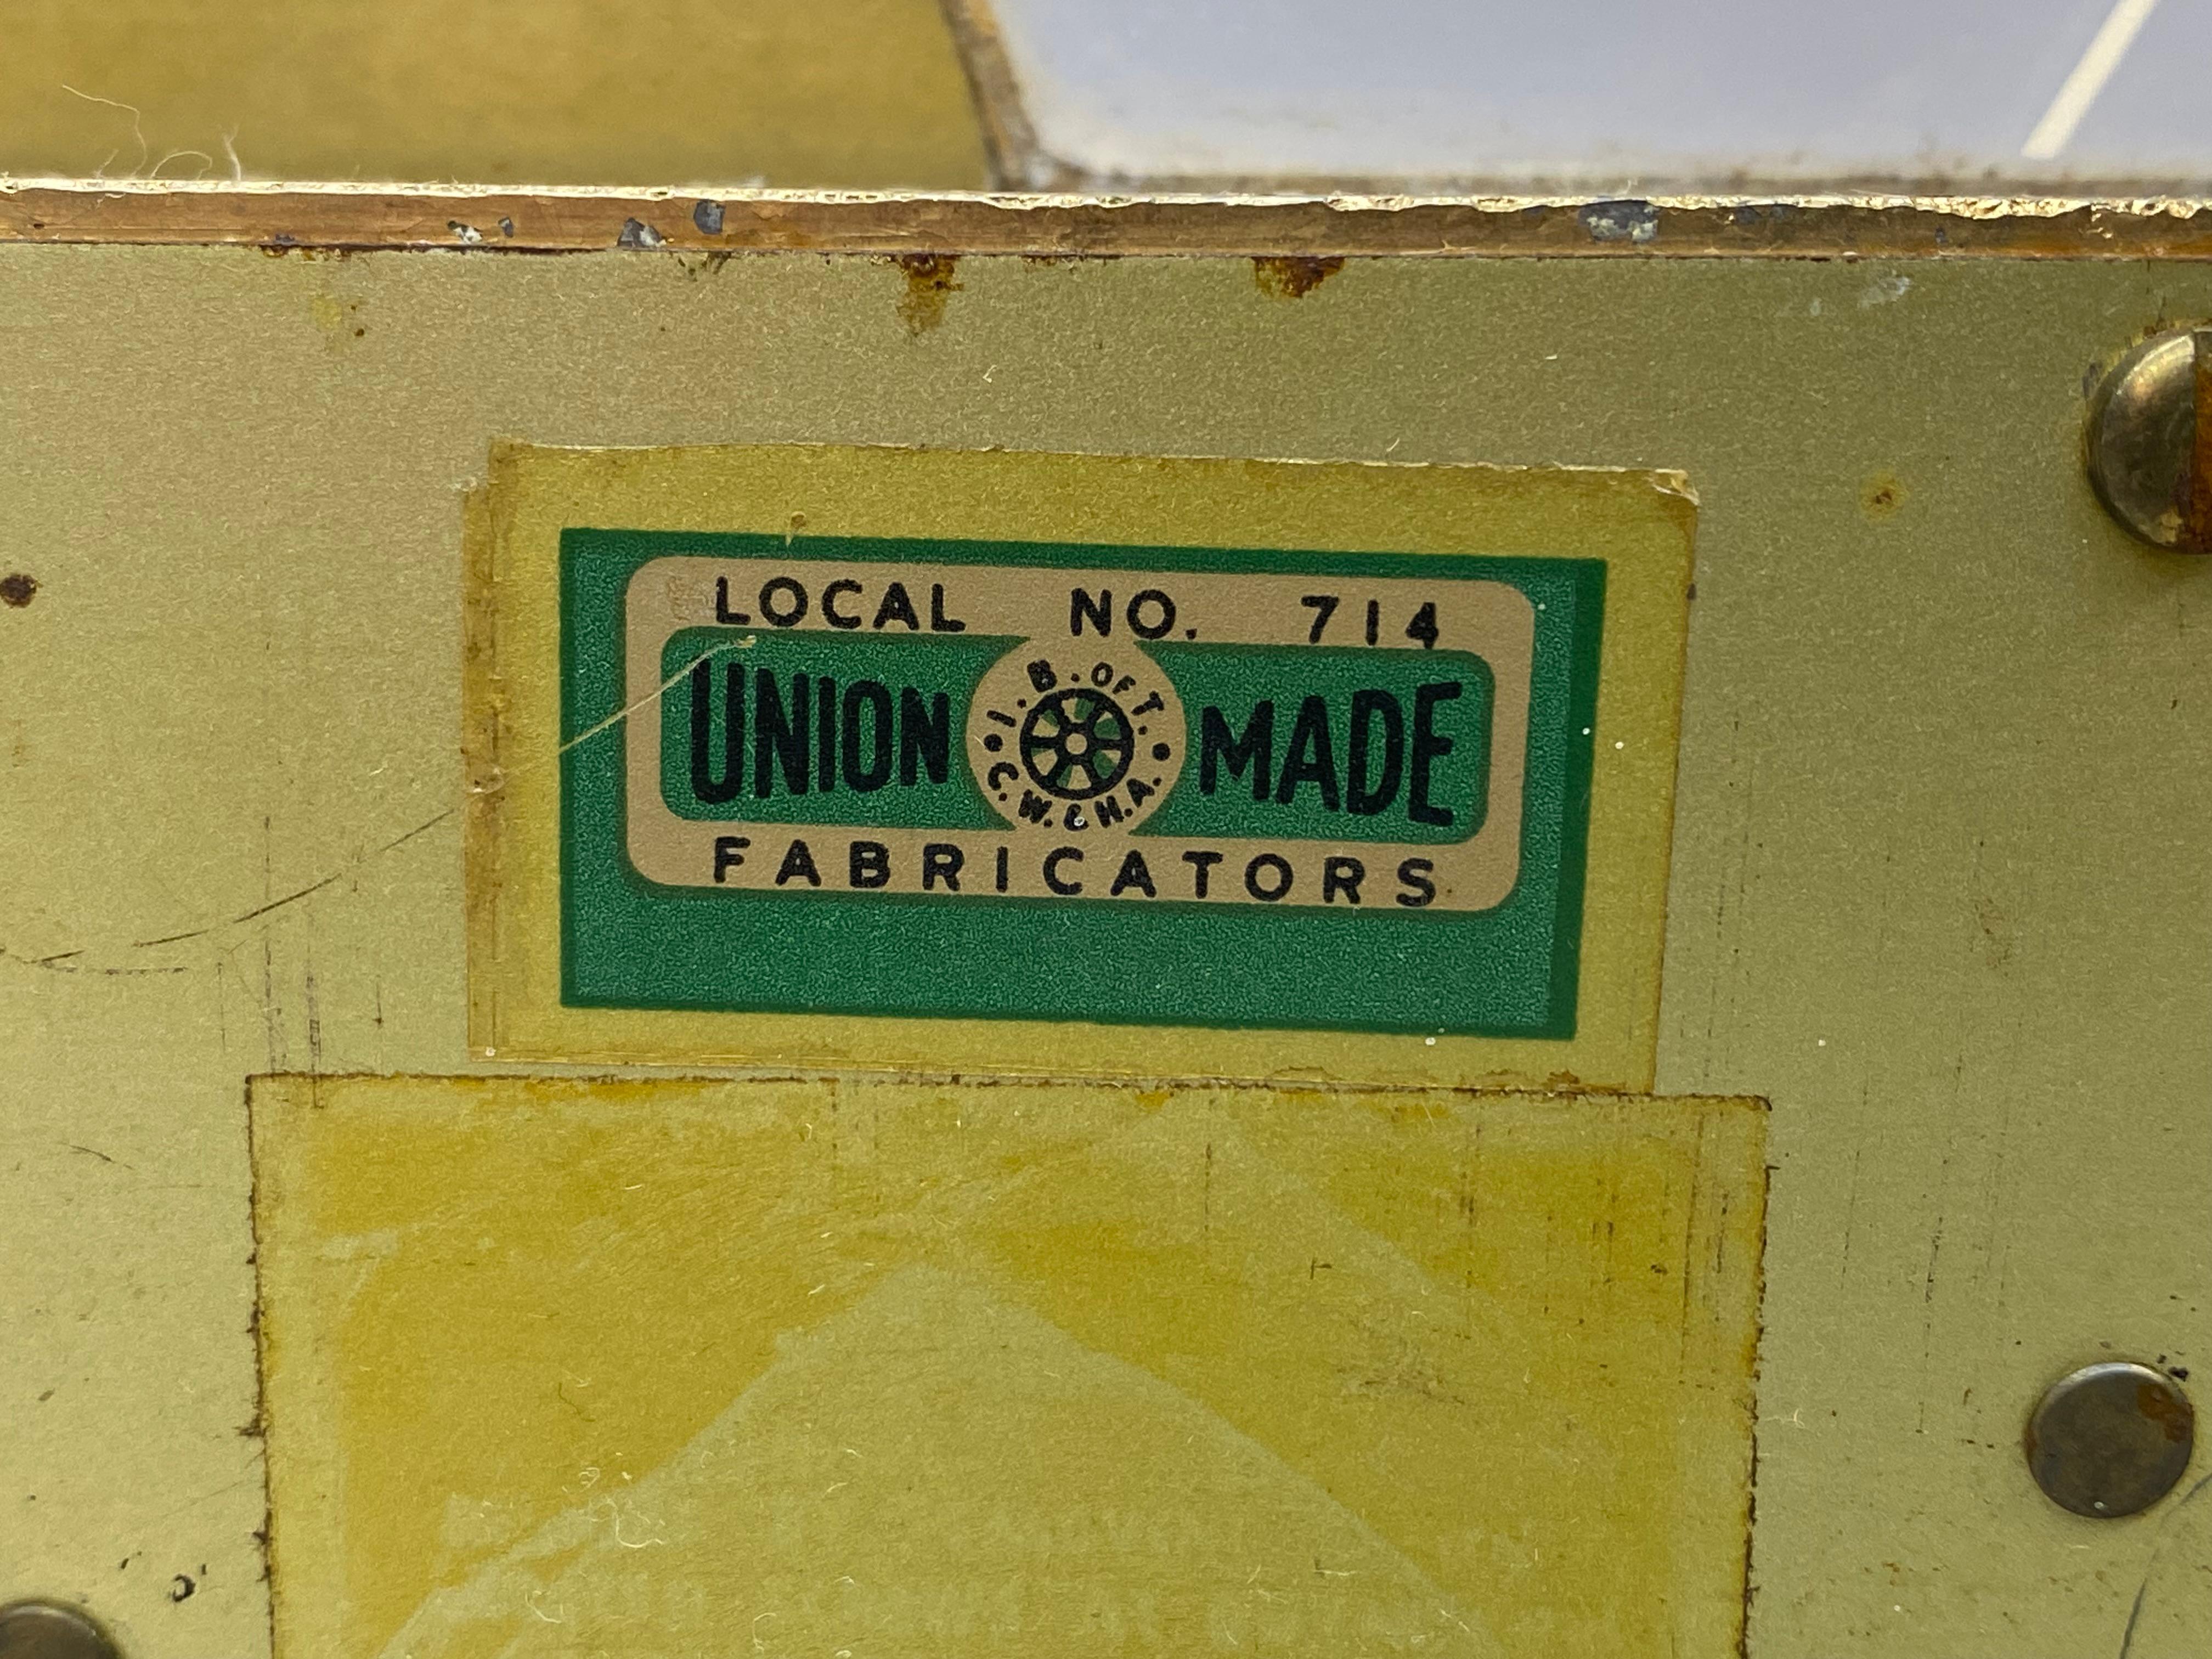 LOCAL NO. 714
UNION MADE
I. B. OF T.
C. W. & H. A.
FABRICATORS